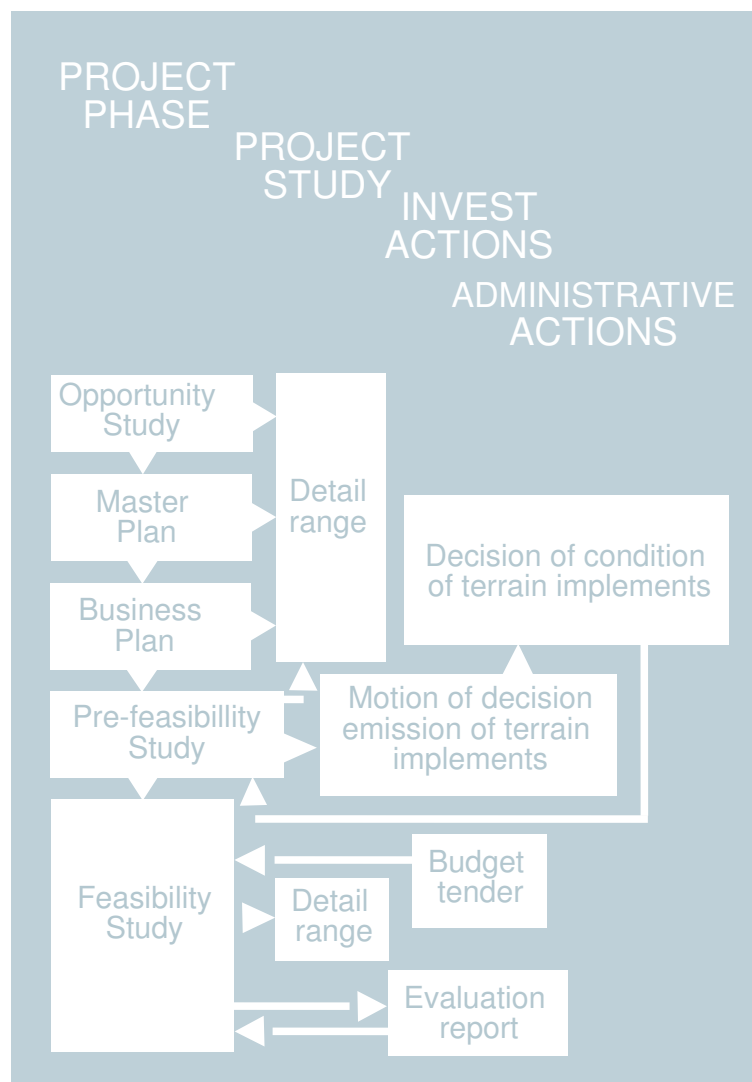 PROJECT
PHASE
PROJECT
STUDY
INVEST
ACTIONS
ADMINISTRATIVE
ACTIONS
Opportunity
Study
Master
Plan
Business
Plan
Pre-feasibillity
Study
Feasibility
Study
Detail
range
Decision of condition
of terrain implements
Motion of decision
emission of terrain
implements
Budget
tender
Detail
range
Evaluation
report